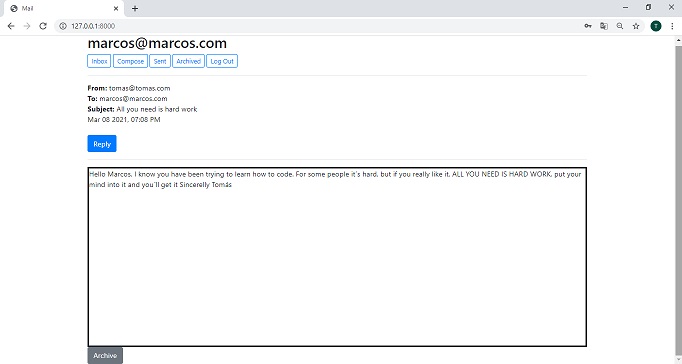 Mail
127.0.0.1:8000
T
marcos@marcos.com
Inbox Compose Sent Archived Log Out
From: tomas@tomas.com
To: marcos@marcos.com
Subject: All you need is hard work
Mar 08 2021, 07:08 PM
Reply
Hello Marcos, I know you have been trying to learn how to code. For some people it´s hard, but if you really like it, ALL YOU NEED IS HARD WORK, put your
mind into it and you´ll get it Sincerelly Tomás
Archive